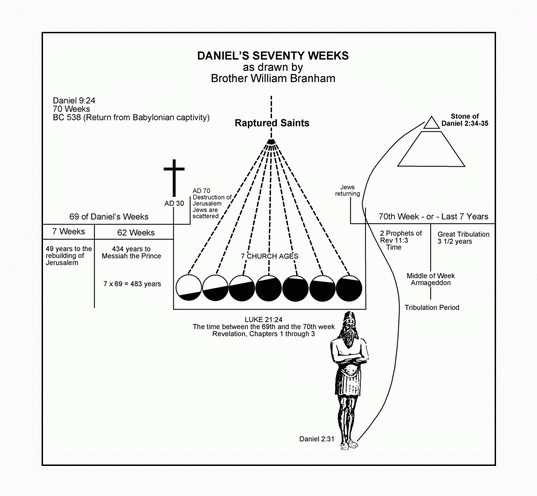 DANIEL'S SEVENTY WEEKS
as drawn by
Brother William Branham
Daniel 9:24
70 Weeks
BC 538 (Return from Babylonian captivity)
Raptured Saints
Stone of
Daniel 2:34-35
AD 30
AD 70
Destruction of
Jerusalem
Jews are
scattered
Jews
returning
69 of Daniel's Weeks
70th Week - or - Last 7 Years
7 Weeks
62 Weeks
49 years to the
rebuilding of
Jerusalem
434 years to
Messiah the Prince
7 x 69 = 483 years
2 Prophets of
Rev 11:3
Time
Great Tribulation
3 1/2 years
7 CHURCH AGES
Middle of Week
Armageddon
Tribulation Period
LUKE 21:24
The time between the 69th and the 70th week
Revelation, Chapters 1 through 3
Daniel 2:31